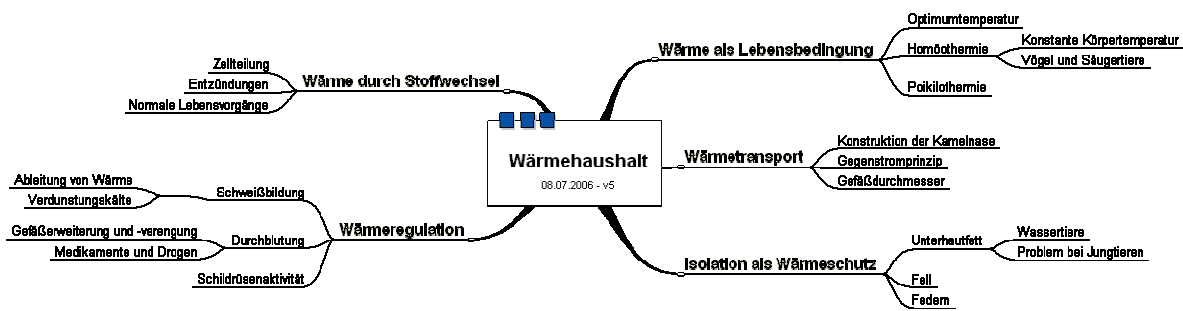 Wärmehaushalt
08.07.2006 - v5
Wärme als Lebensbedingung
Optimumtemperatur
Homöothermie
Konstante Körpertemperatur
Vögel und Säugertiere
Poikilothermie
Wärmetransport
Konstruktion der Kamelnase
Gegenstromprinzip
Gefäßdurchmesser
Isolation als Wärmeschutz
Unterhautfett
Wassertiere
Problem bei Jungtieren
Fell
Federn
Wärme durch Stoffwechsel
Zellteilung
Entzündungen
Normale Lebensvorgänge
Wärmeregulation
Schweißbildung
Ableitung von Wärme
Verdunstungskälte
Durchblutung
Gefäßerweiterung und -verengung
Medikamente und Drogen
Schildrüsenaktivität